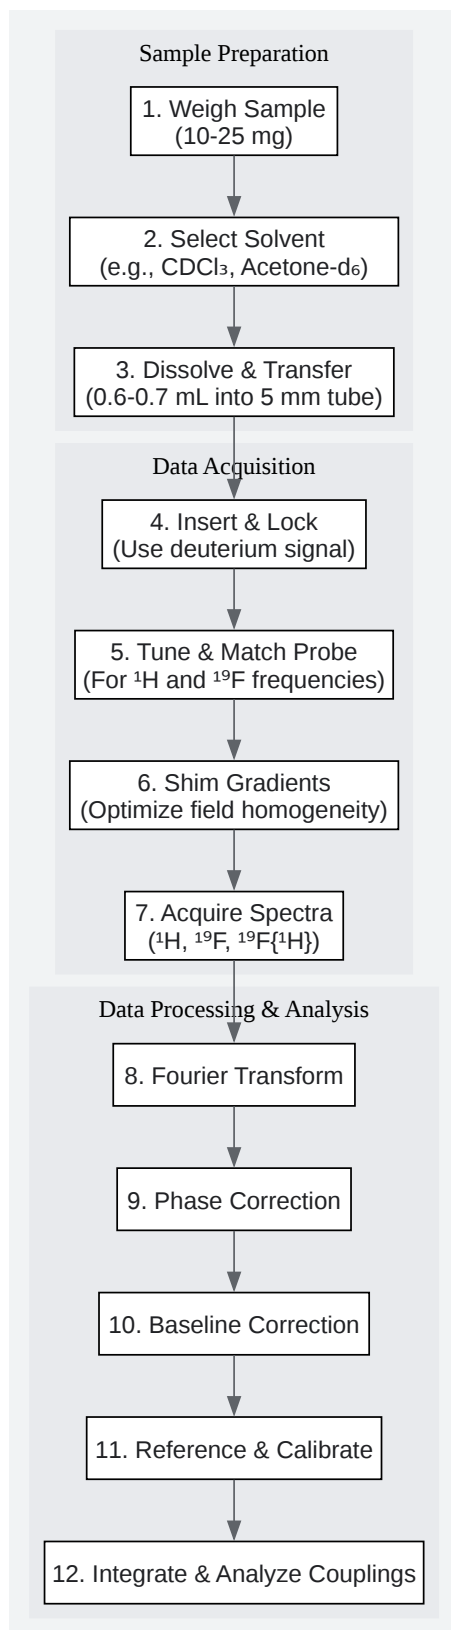 Sample Preparation
1. Weigh Sample
(10-25 mg)
2. Select Solvent
(e.g., CDCl₃, Acetone-d₆)
3. Dissolve & Transfer
(0.6-0.7 mL into 5 mm tube)
Data Acquisition
4. Insert & Lock
(Use deuterium signal)
5. Tune & Match Probe
(For ¹H and ¹⁹F frequencies)
6. Shim Gradients
(Optimize field homogeneity)
7. Acquire Spectra
(¹H, ¹⁹F, ¹⁹F{¹H})
Data Processing & Analysis
8. Fourier Transform
9. Phase Correction
10. Baseline Correction
11. Reference & Calibrate
12. Integrate & Analyze Couplings